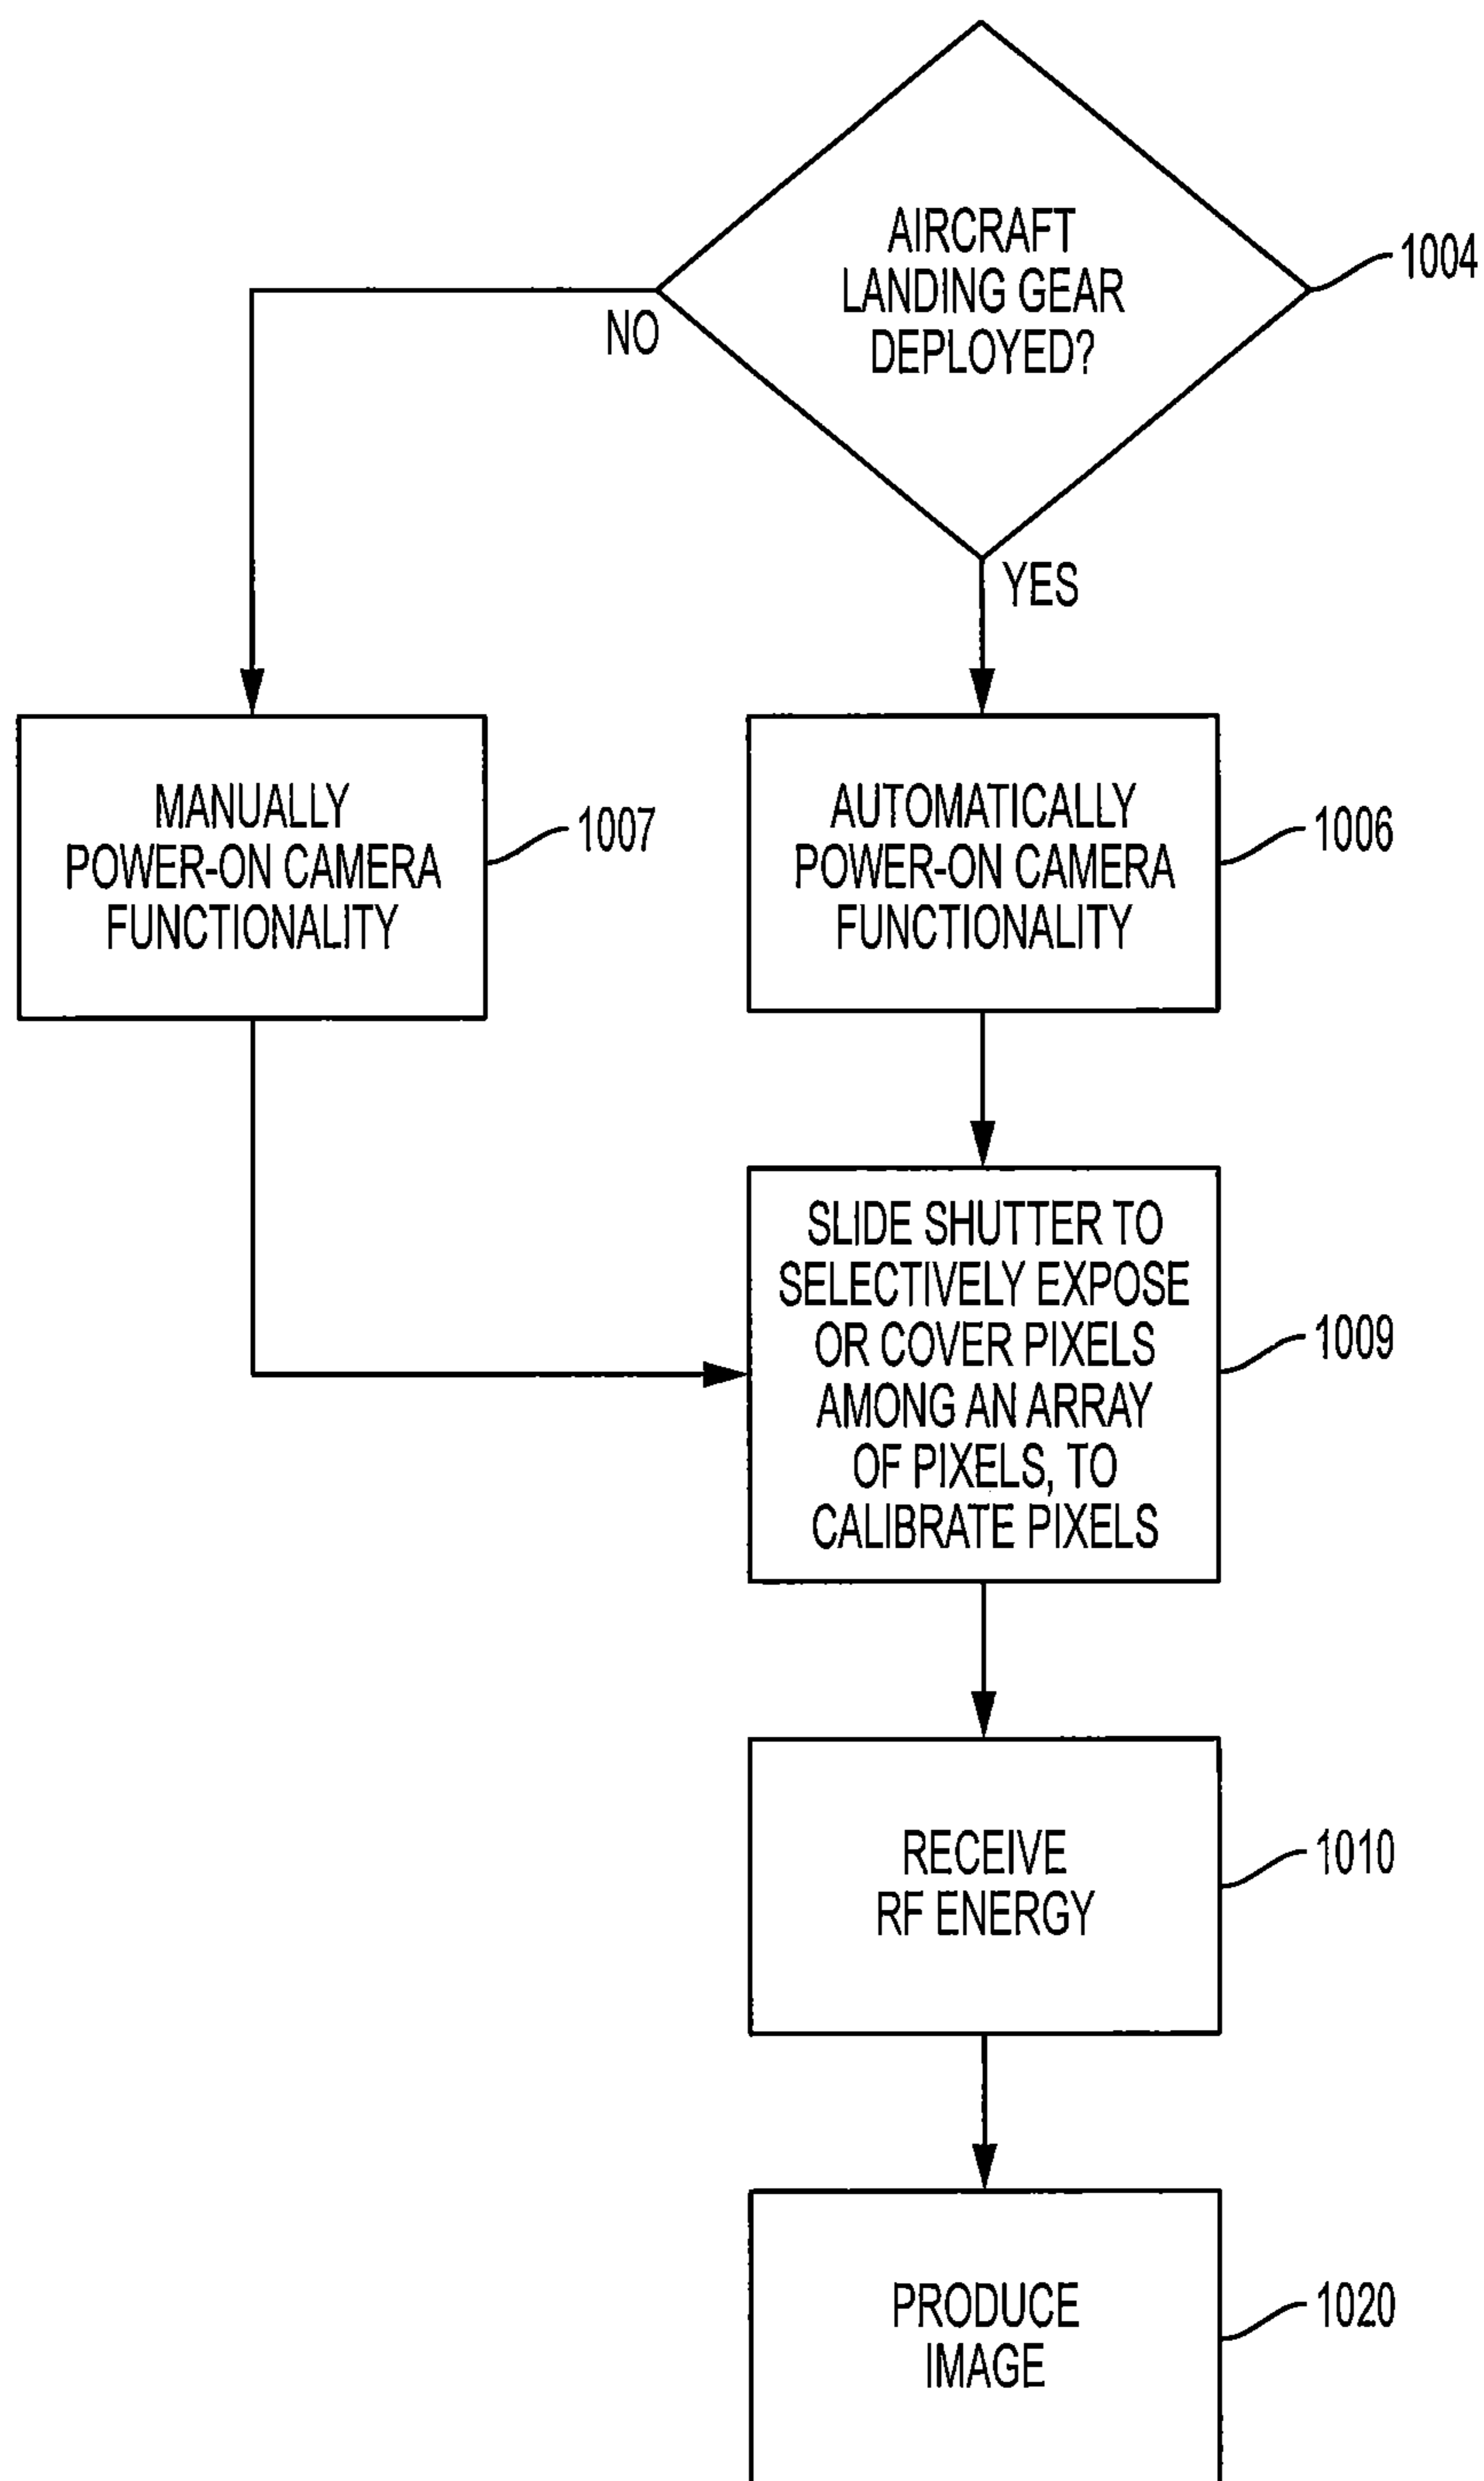 AIRCRAFT
LANDING GEAR
DEPLOYED?
1004
NO
YES
MANUALLY
POWER-ON CAMERA
FUNCTIONALITY
1007
AUTOMATICALLY
POWER-ON CAMERA
FUNCTIONALITY
1006
SLIDE SHUTTER TO
SELECTIVELY EXPOSE
OR COVER PIXELS
AMONG AN ARRAY
OF PIXELS, TO
CALIBRATE PIXELS
1009
RECEIVE
RF ENERGY
1010
PRODUCE
IMAGE
1020